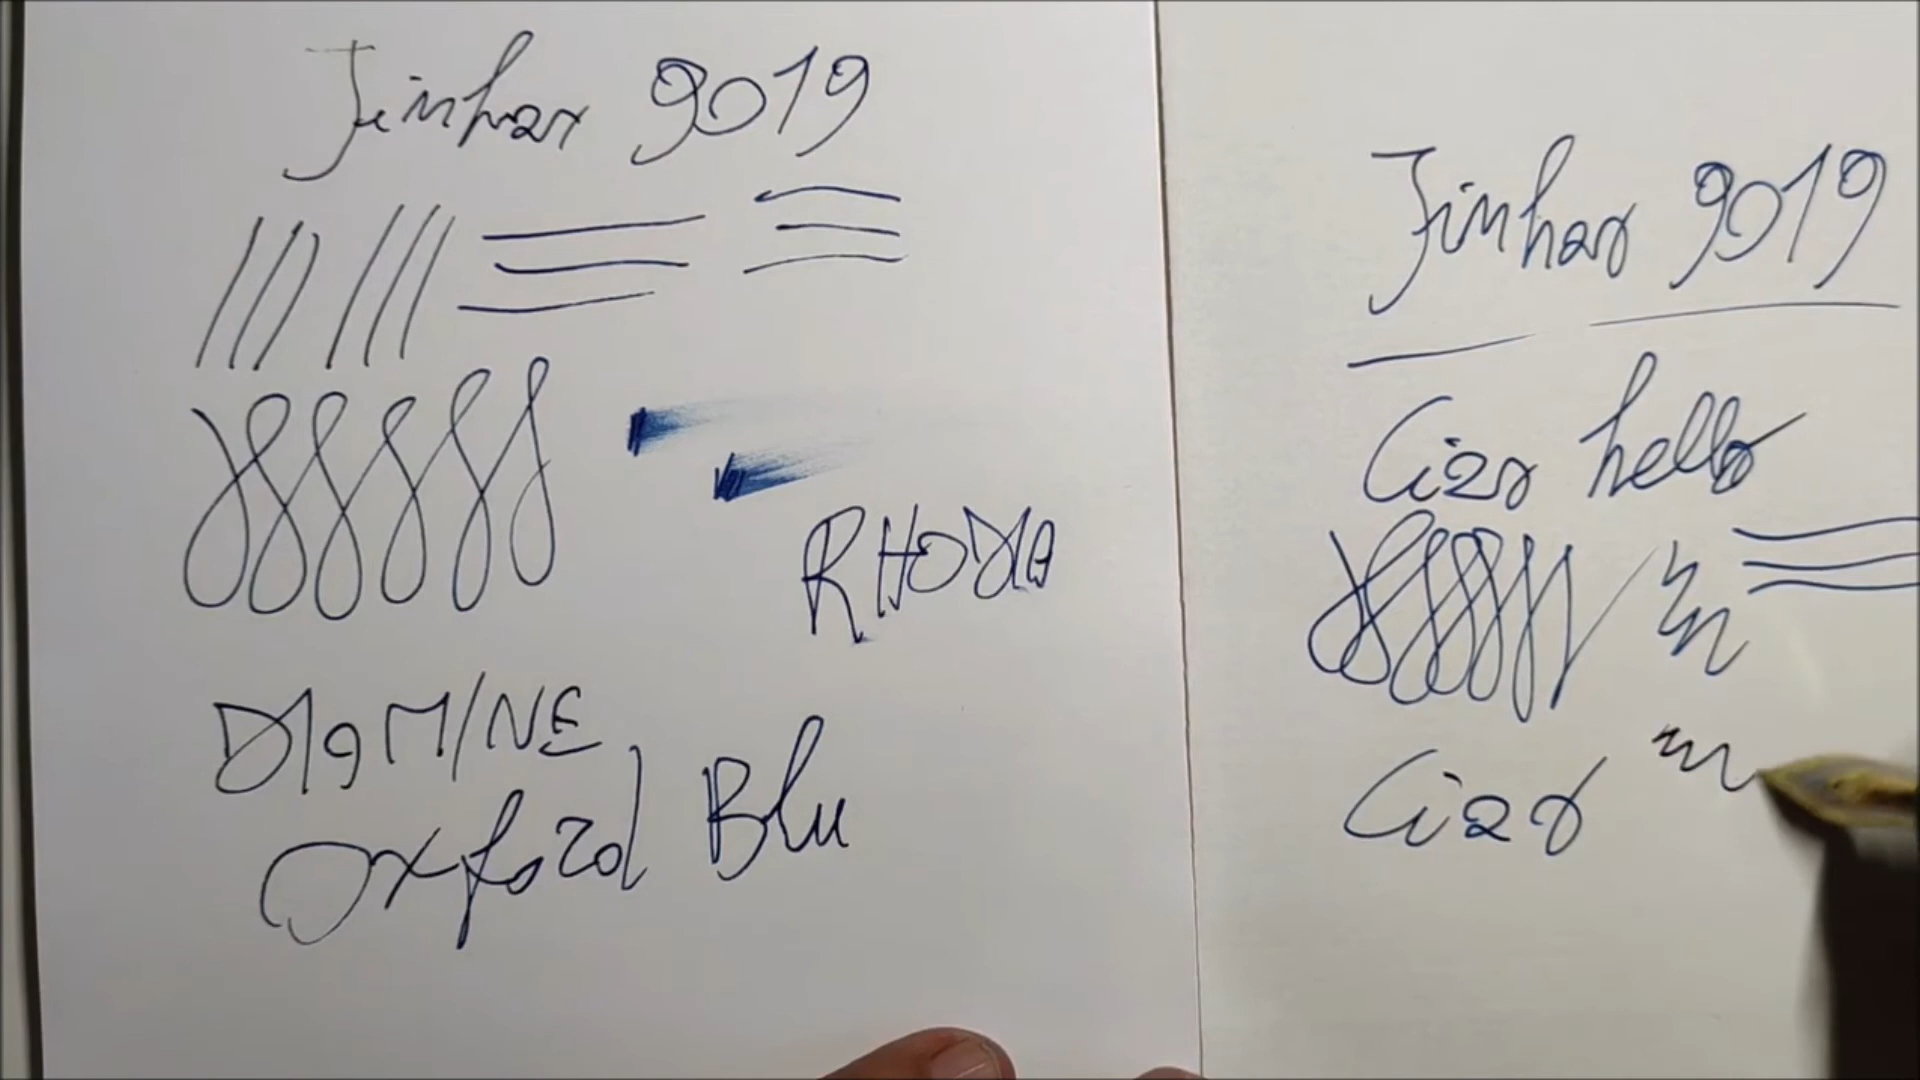 Jinhao 9019
RHODIA
DIAMINE
Oxford Blu
Jinhao 9019
Ciao hello
Ciao